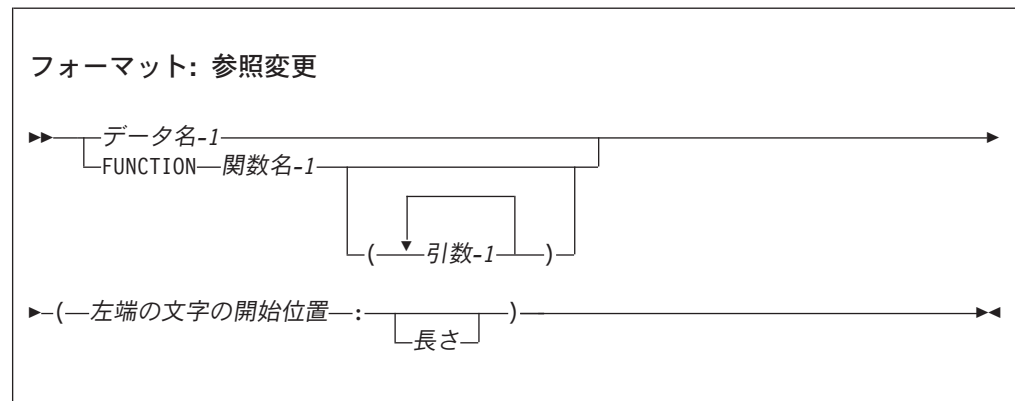 フォーマット: 参照変更
データ名-1
FUNCTION 関数名-1
( 引数-1 )
( 左端の文字の開始位置 : )
長さ